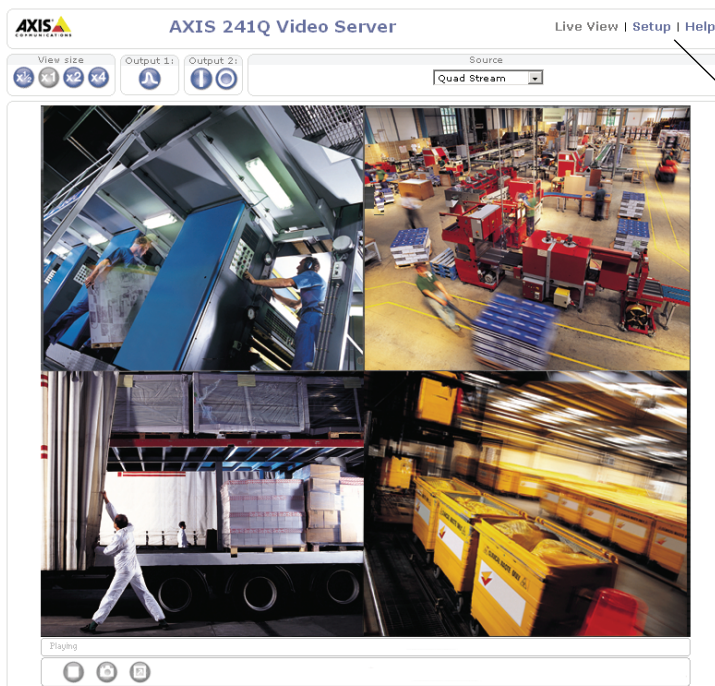 AXIS
COMMUNICATIONS
AXIS 241Q Video Server
Live View | Setup | Help
View size
Output 1:
Output 2:
Source
x½ x1 x2 x4
Quad Stream
Playing